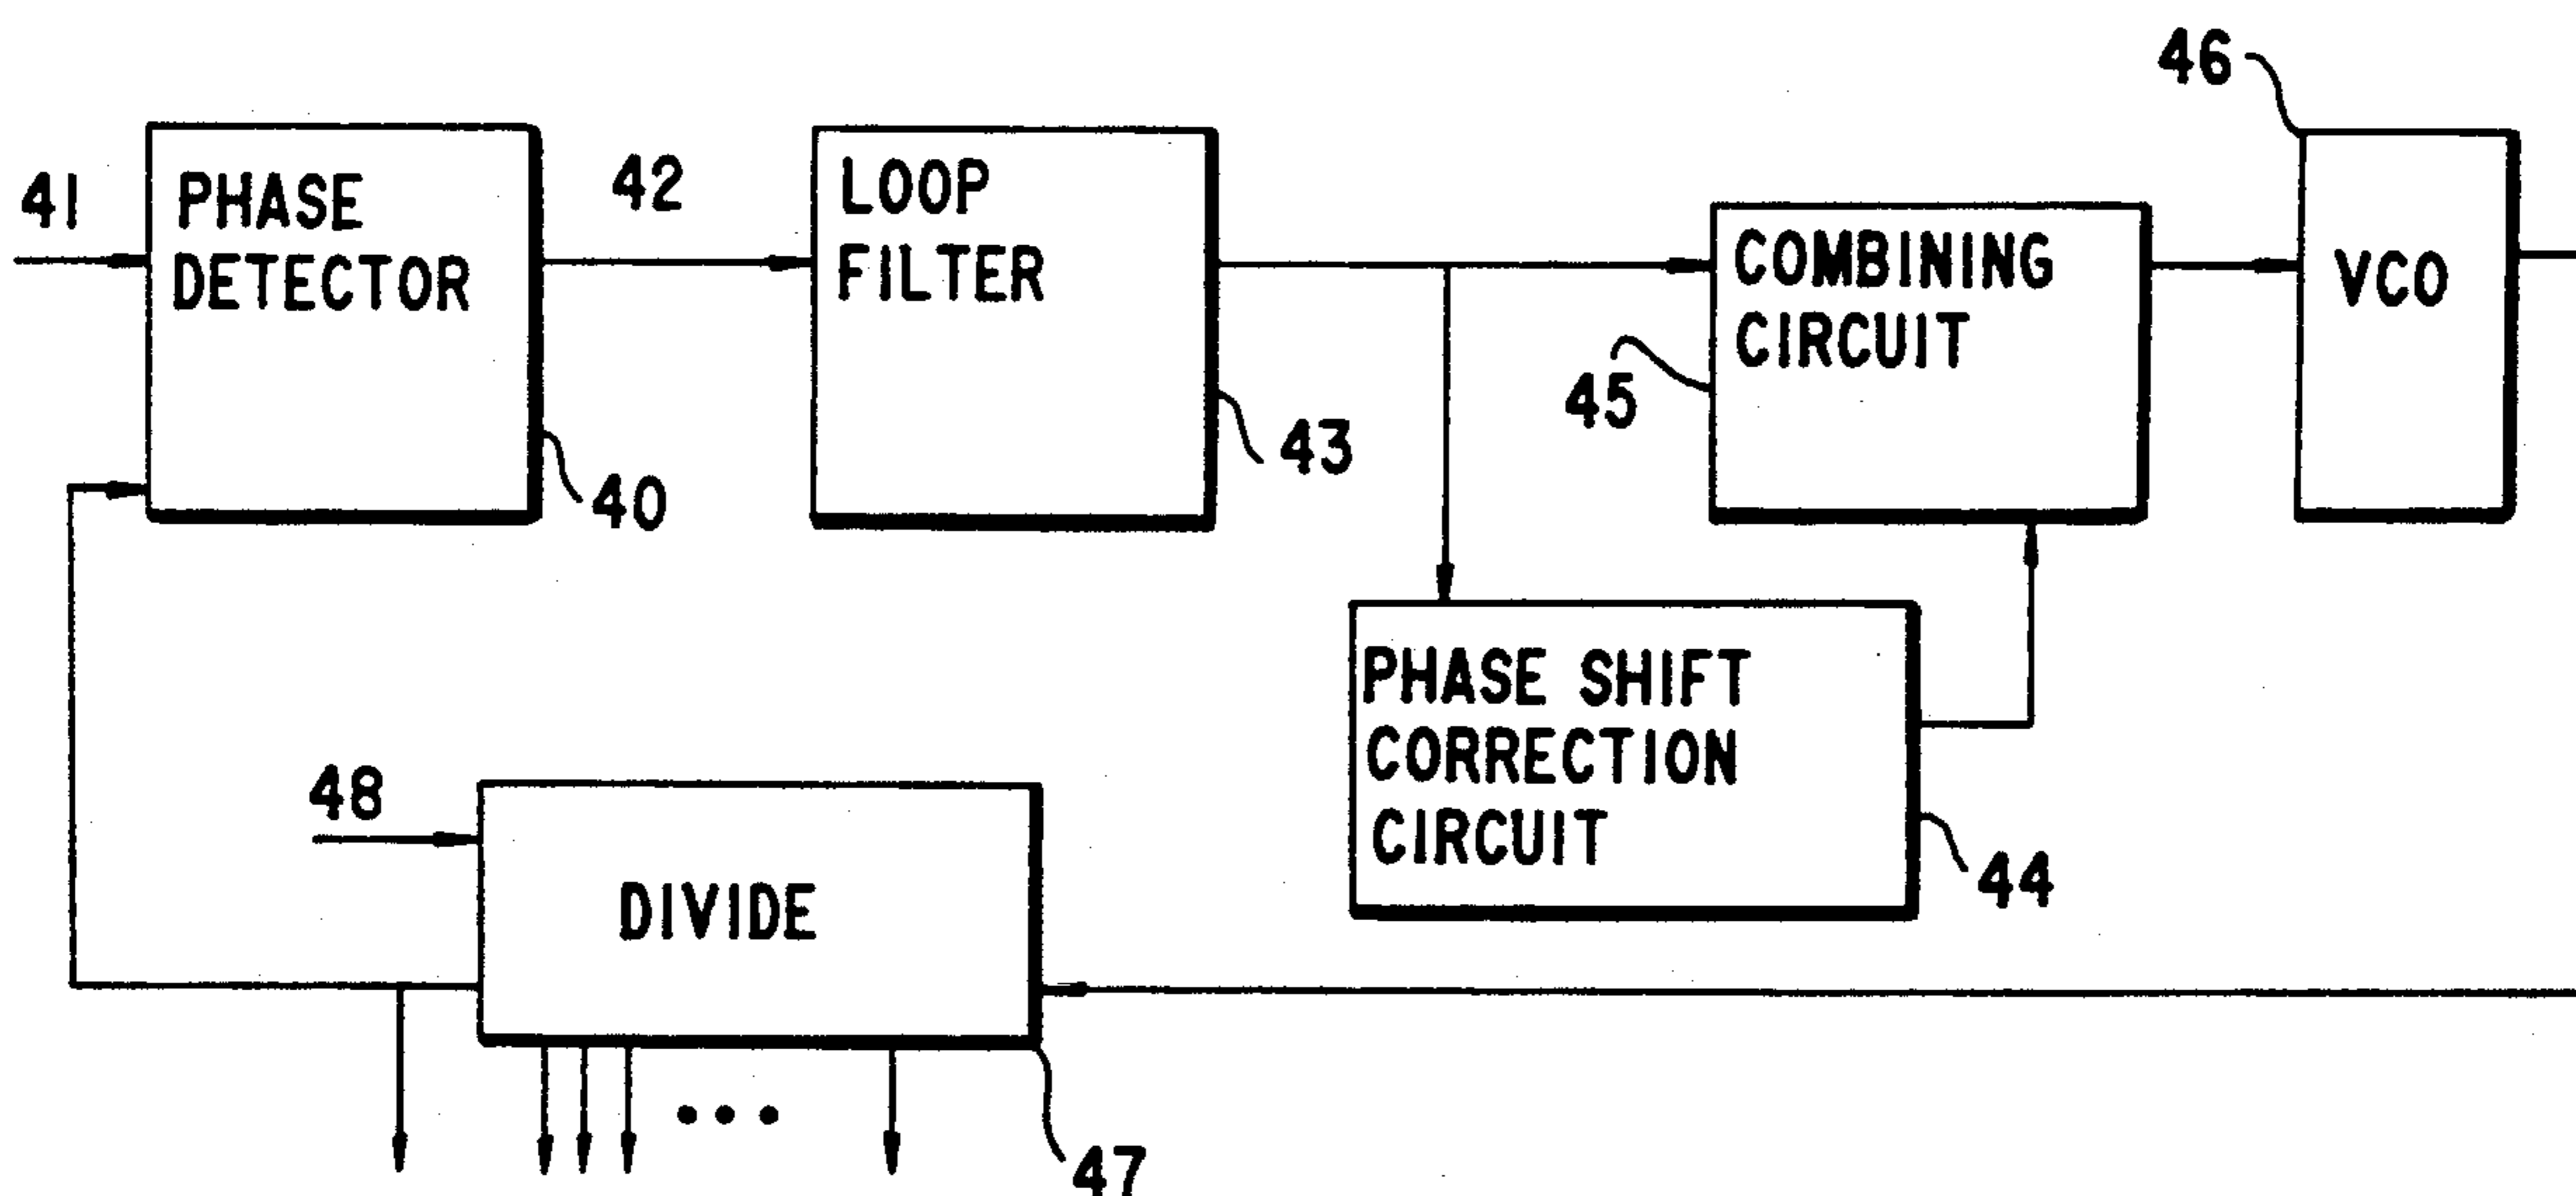 46
41
PHASE
DETECTOR
42
LOOP
FILTER
COMBINING
CIRCUIT
VCO
45
43
40
PHASE SHIFT
CORRECTION
CIRCUIT
48
DIVIDE
44
47